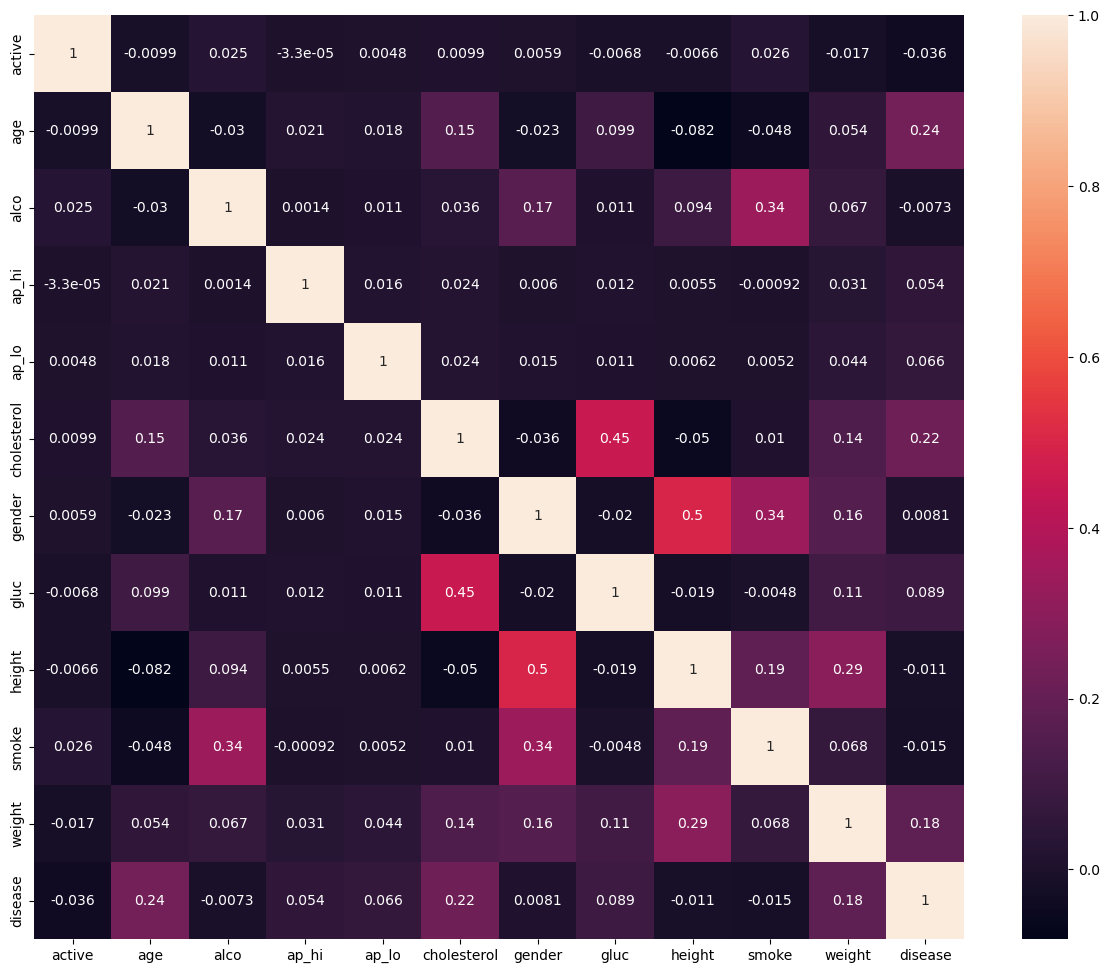 active 1 -0.0099 0.025 -3.3e-05 0.0048 0.0099 0.0059 -0.0068 -0.0066 0.026 -0.017 -0.036
age -0.0099 1 -0.03 0.021 0.018 0.15 -0.023 0.099 -0.082 -0.048 0.054 0.24
alco 0.025 -0.03 1 0.0014 0.011 0.036 0.17 0.011 0.094 0.34 0.067 -0.0073
ap_hi -3.3e-05 0.021 0.0014 1 0.016 0.024 0.006 0.012 0.0055 -0.00092 0.031 0.054
ap_lo 0.0048 0.018 0.011 0.016 1 0.024 0.015 0.011 0.0062 0.0052 0.044 0.066
cholesterol 0.0099 0.15 0.036 0.024 0.024 1 -0.036 0.45 -0.05 0.01 0.14 0.22
gender 0.0059 -0.023 0.17 0.006 0.015 -0.036 1 -0.02 0.5 0.34 0.16 0.0081
gluc -0.0068 0.099 0.011 0.012 0.011 0.45 -0.02 1 -0.019 -0.0048 0.11 0.089
height -0.0066 -0.082 0.094 0.0055 0.0062 -0.05 0.5 -0.019 1 0.19 0.29 -0.011
smoke 0.026 -0.048 0.34 -0.00092 0.0052 0.01 0.34 -0.0048 0.19 1 0.068 -0.015
weight -0.017 0.054 0.067 0.031 0.044 0.14 0.16 0.11 0.29 0.068 1 0.18
disease -0.036 0.24 -0.0073 0.054 0.066 0.22 0.0081 0.089 -0.011 -0.015 0.18 1
active age alco ap_hi ap_lo cholesterol gender gluc height smoke weight disease
1.0
0.8
0.6
0.4
0.2
0.0